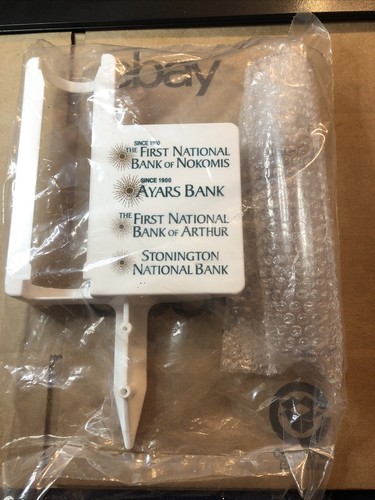 ebay
SINCE 1910
THE FIRST NATIONAL
BANK OF NOKOMIS
SINCE 1900
AYARS BANK
THE FIRST NATIONAL
BANK OF ARTHUR
STONINGTON
NATIONAL BANK